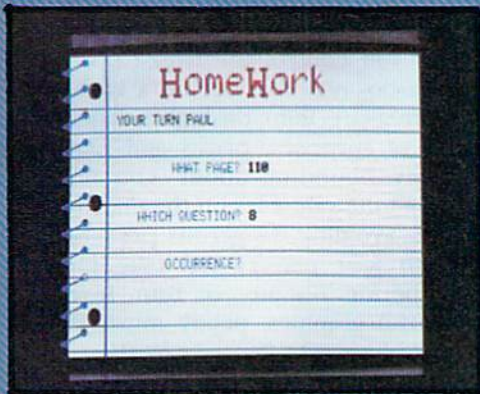 HomeWork
YOUR TURN PAUL
WHAT PAGE? 110
WHICH QUESTION? 8
OCCURRENCE?